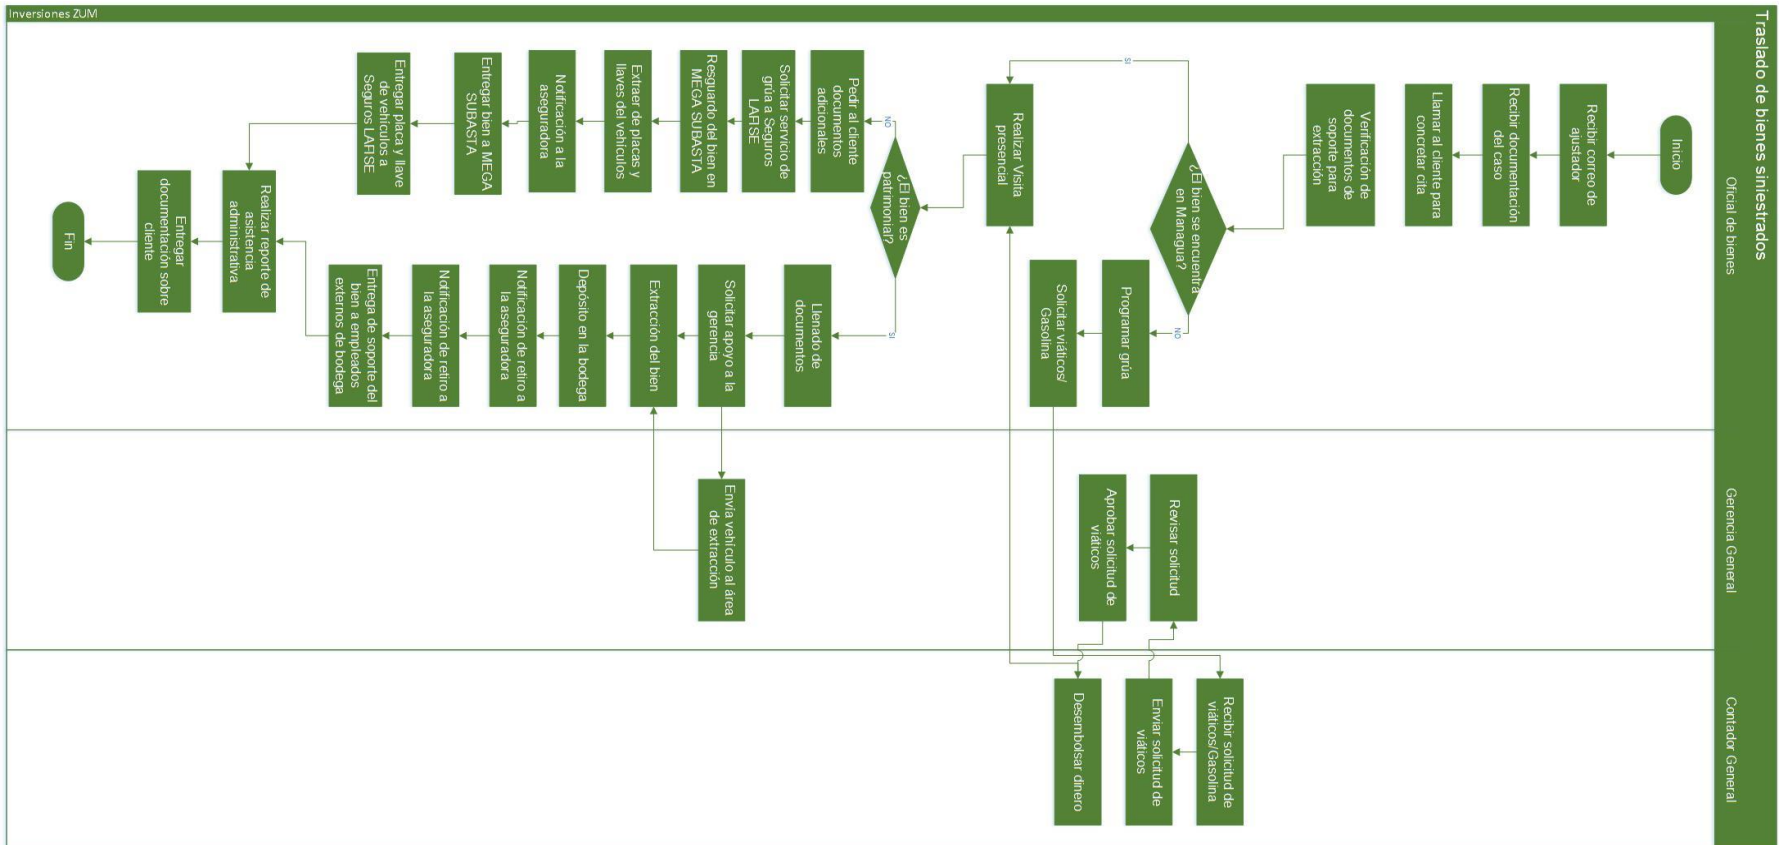 Traslado de bienes siniestrados
Inversiones ZUM
Oficial de bienes
Gerencia General
Contador General
Inicio
Recibir correo de
ajustador
Recibir documentación
del caso
Llamar al cliente para
concretar cita
Verificación de
documentos de
soporte para
extracción
¿El bien se encuentra
en Managua?
SI
NO
Programar grúa
Solicitar viáticos/
Gasolina
Recibir solicitud de
viáticos/Gasolina
Enviar solicitud de
viáticos
Revisar solicitud
Aprobar solicitud de
viáticos
Desembolsar dinero
Realizar Visita
presencial
¿El bien es
patrimonial?
NO
SI
Pedir al cliente
documentos
adicionales
Solicitar servicio de
grúa a Seguros
LAFISE
Resguardo del bien en
MEGA SUBASTA
Extraer de placas y
llaves del vehículos
Notificación a la
aseguradora
Entregar bien a MEGA
SUBASTA
Entregar placa y llave
de vehículos a
Seguros LAFISE
Llenado de
documentos
Solicitar apoyo a la
gerencia
Envia vehículo al área
de extracción
Extracción del bien
Depósito en la bodega
Notificación de retiro a
la aseguradora
Notificación de retiro a
la aseguradora
Entrega de soporte del
bien a empleados
externos de bodega
Realizar reporte de
asistencia
administrativa
Entregar
documentación sobre
cliente
Fin